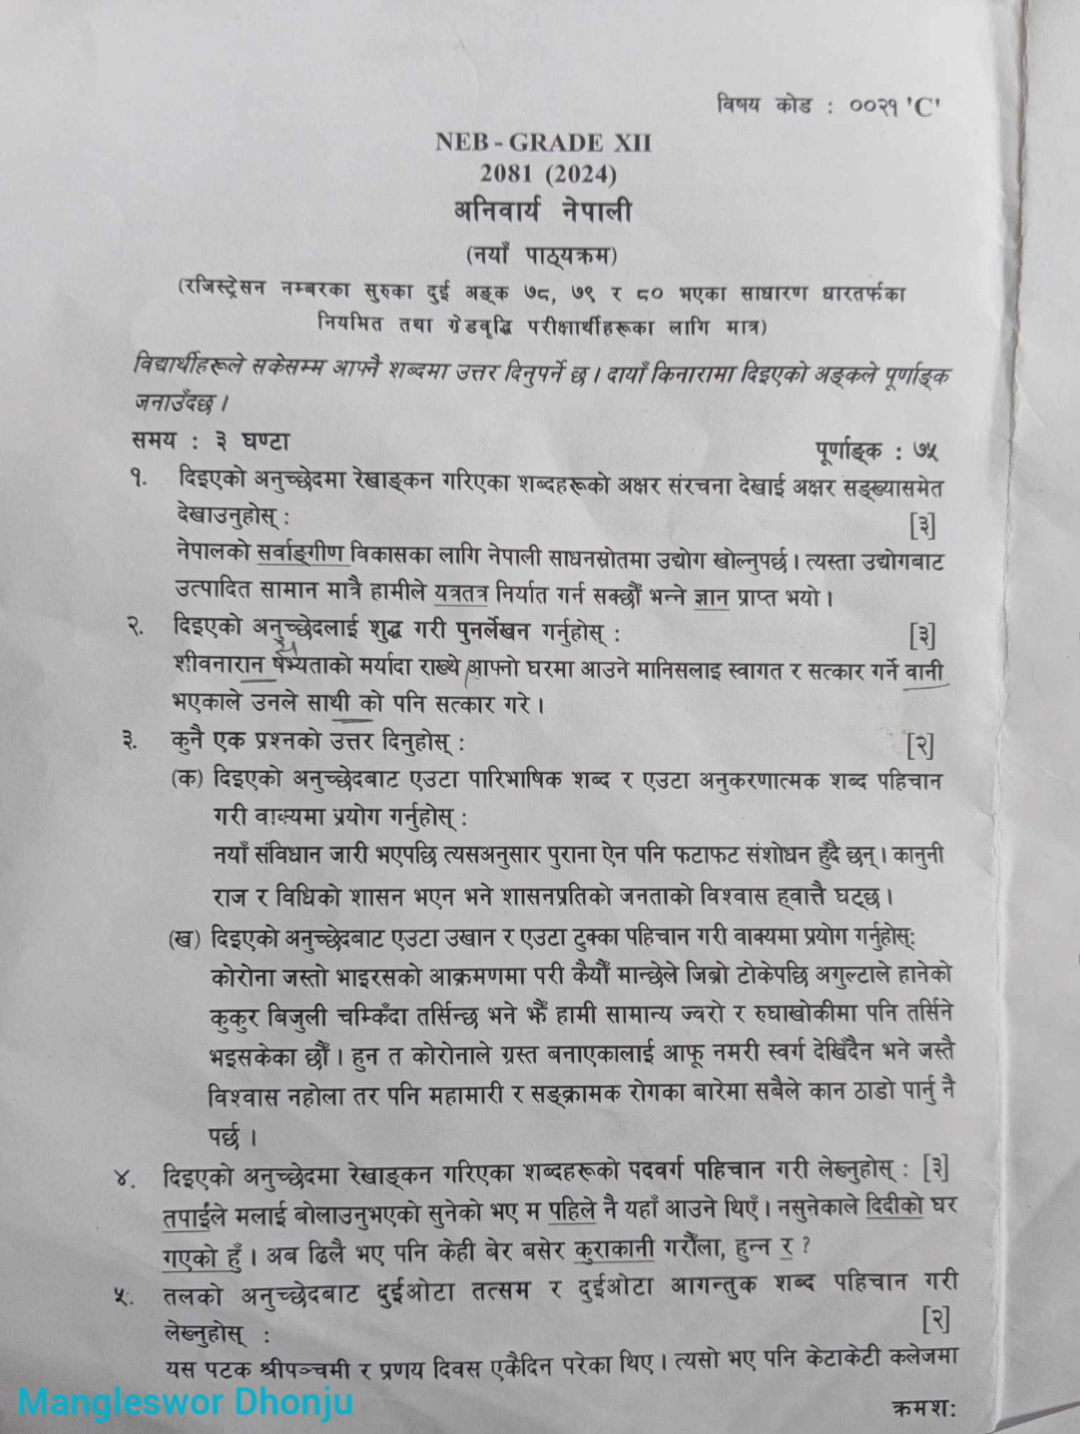 विषय कोड : ००२१ 'C'
NEB - GRADE XII
2081 (2024)
अनिवार्य नेपाली
(नयाँ पाठ्यक्रम)
(रजिस्ट्रेसन नम्बरका सुरुका दुई अङ्क ७८, ७९ र ८० भएका साधारण धारतर्फका
नियमित तथा ग्रेडवृद्धि परीक्षार्थीहरूका लागि मात्र)
विद्यार्थीहरूले सकेसम्म आफ्नै शब्दमा उत्तर दिनुपर्ने छ । दायाँ किनारामा दिइएको अङ्कले पूर्णाङ्क
जनाउँदछ ।
समय : ३ घण्टा पूर्णाङ्क : ७५
१. दिइएको अनुच्छेदमा रेखाङ्कन गरिएका शब्दहरूको अक्षर संरचना देखाई अक्षर सङ्ख्यासमेत
देखाउनुहोस् : [३]
नेपालको सर्वाङ्गीण विकासका लागि नेपाली साधनस्रोतमा उद्योग खोल्नुपर्छ । त्यस्ता उद्योगबाट
उत्पादित सामान मात्रै हामीले यत्रतत्र निर्यात गर्न सक्छौँ भन्ने ज्ञान प्राप्त भयो ।
२. दिइएको अनुच्छेदलाई शुद्ध गरी पुनर्लेखन गर्नुहोस् : [३]
शीवनारान षभ्यताको मर्यादा राख्थे आफ्नो घरमा आउने मानिसलाइ स्वागत र सत्कार गर्ने वानी
भएकाले उनले साथी को पनि सत्कार गरे ।
३. कुनै एक प्रश्नको उत्तर दिनुहोस् : [२]
(क) दिइएको अनुच्छेदबाट एउटा पारिभाषिक शब्द र एउटा अनुकरणात्मक शब्द पहिचान
गरी वाक्यमा प्रयोग गर्नुहोस् :
नयाँ संविधान जारी भएपछि त्यसअनुसार पुराना ऐन पनि फटाफट संशोधन हुँदै छन् । कानुनी
राज र विधिको शासन भएन भने शासनप्रतिको जनताको विश्वास ह्वात्तै घट्छ ।
(ख) दिइएको अनुच्छेदबाट एउटा उखान र एउटा टुक्का पहिचान गरी वाक्यमा प्रयोग गर्नुहोस्:
कोरोना जस्तो भाइरसको आक्रमणमा परी कैयौँ मान्छेले जिब्रो टोकेपछि अगुल्टाले हानेको
कुकुर बिजुली चम्किँदा तर्सिन्छ भने झैँ हामी सामान्य ज्वरो र रुघाखोकीमा पनि तर्सिने
भइसकेका छौँ । हुन त कोरोनाले ग्रस्त बनाएकालाई आफू नमरी स्वर्ग देखिँदैन भने जस्तै
विश्वास नहोला तर पनि महामारी र सङ्क्रामक रोगका बारेमा सबैले कान ठाडो पार्नु नै
पर्छ ।
४. दिइएको अनुच्छेदमा रेखाङ्कन गरिएका शब्दहरूको पदवर्ग पहिचान गरी लेख्नुहोस् : [३]
तपाईंले मलाई बोलाउनुभएको सुनेको भए म पहिले नै यहाँ आउने थिएँ । नसुनेकाले दिदीको घर
गएको हुँ । अब ढिलै भए पनि केही बेर बसेर कुराकानी गरौँला, हुन्न र ?
५. तलको अनुच्छेदबाट दुईओटा तत्सम र दुईओटा आगन्तुक शब्द पहिचान गरी
लेख्नुहोस् : [२]
यस पटक श्रीपञ्चमी र प्रणय दिवस एकैदिन परेका थिए । त्यसो भए पनि केटाकेटी कलेजमा
Mangleswor Dhonju
क्रमशः